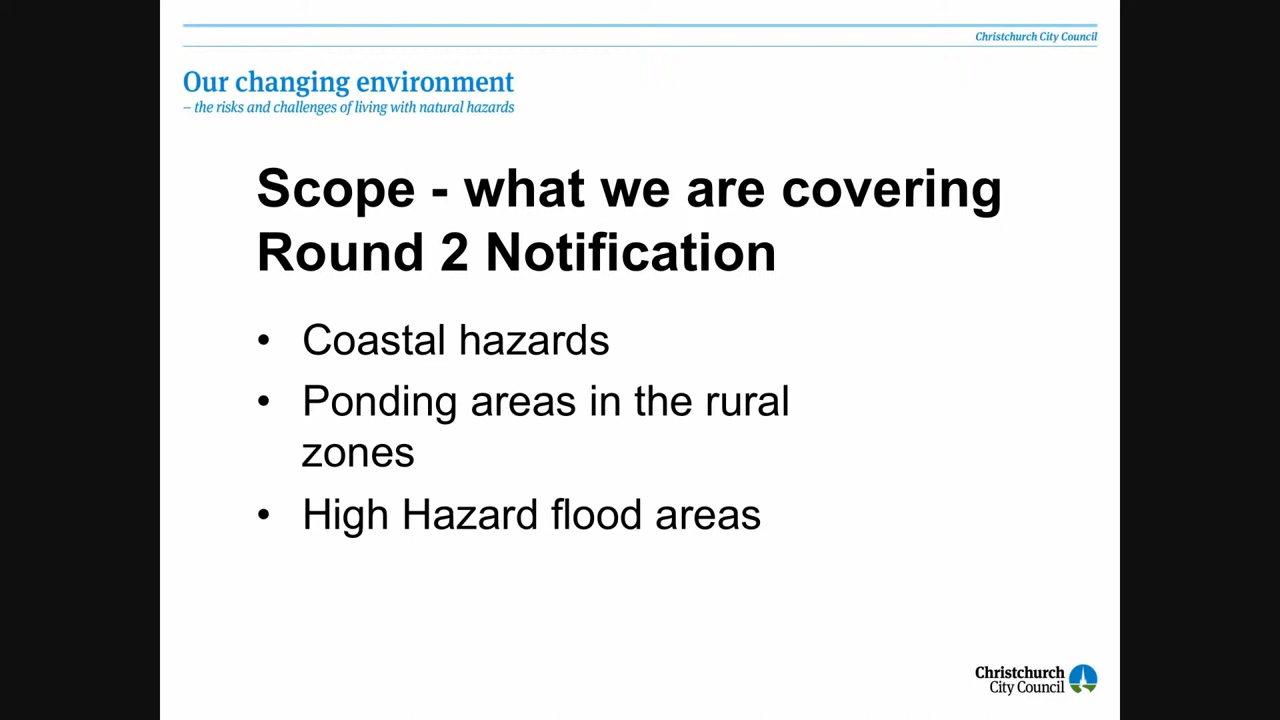 Christchurch City Council
Our changing environment
– the risks and challenges of living with natural hazards
Scope - what we are covering
Round 2 Notification
• Coastal hazards
• Ponding areas in the rural
zones
• High Hazard flood areas
Christchurch
City Council